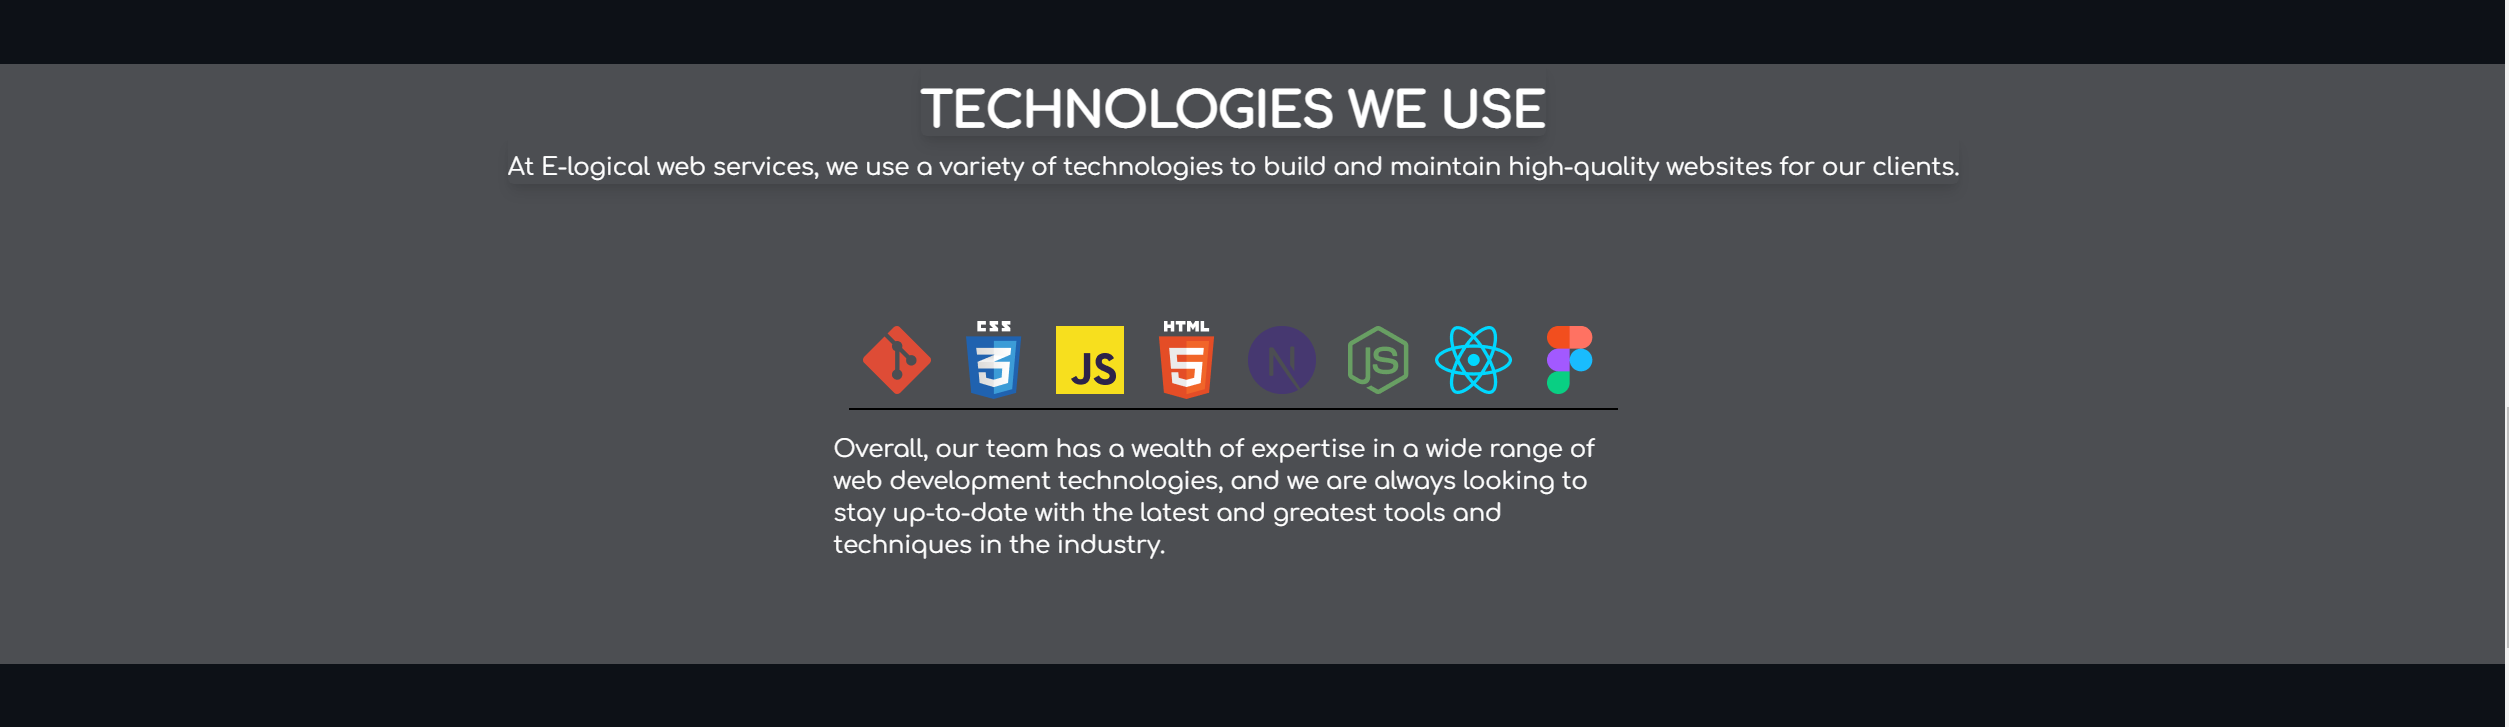 TECHNOLOGIES WE USE
At E-logical web services, we use a variety of technologies to build and maintain high-quality websites for our clients.
CSS
HTML
JS
N
JS
Overall, our team has a wealth of expertise in a wide range of
web development technologies, and we are always looking to
stay up-to-date with the latest and greatest tools and
techniques in the industry.